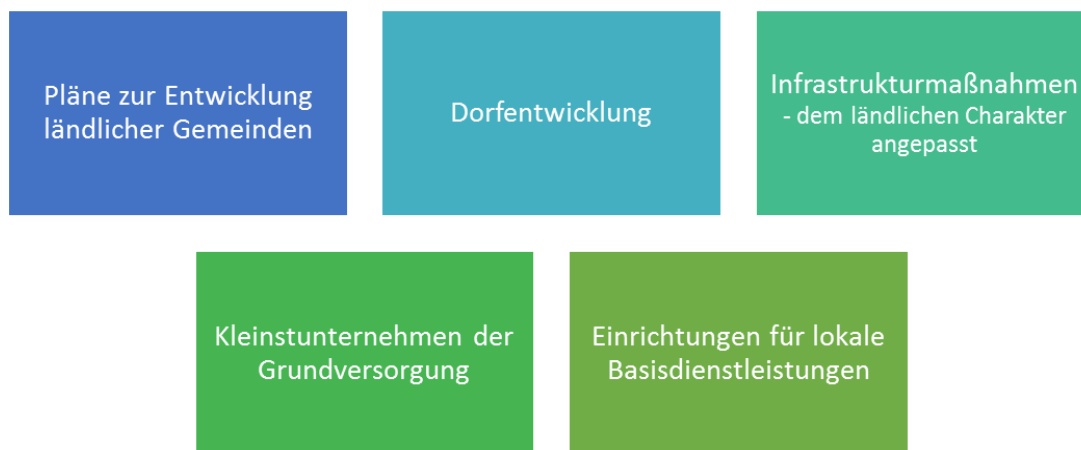 Pläne zur Entwicklung
ländlicher Gemeinden
Dorfentwicklung
Infrastrukturmaßnahmen
- dem ländlichen Charakter
angepasst
Kleinstunternehmen der
Grundversorgung
Einrichtungen für lokale
Basisdienstleistungen